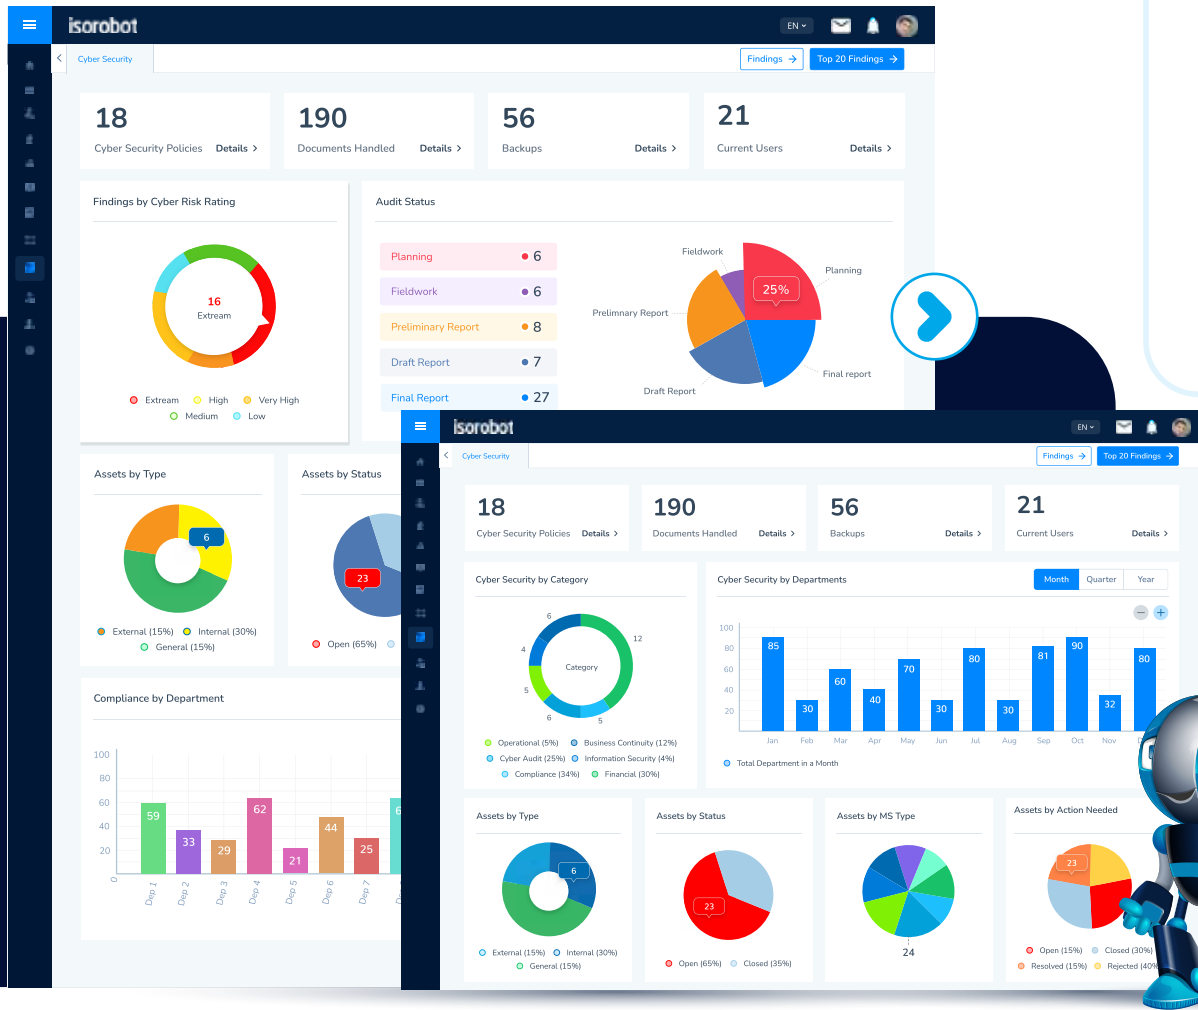 isorobot
EN
Cyber Security
Findings
Top 20 Findings
18
Cyber Security Policies
Details
190
Documents Handled
Details
56
Backups
Details
21
Current Users
Details
Findings by Cyber Risk Rating
16
Extream
Extream
High
Very High
Medium
Low
Audit Status
Planning
6
Fieldwork
6
Preliminary Report
8
Draft Report
7
Final Report
27
Fieldwork
Planning
25%
Prelimnary Report
Final report
Draft Report
Assets by Type
6
External (15%)
Internal (30%)
General (15%)
Assets by Status
23
Open (65%)
Compliance by Department
100
80
60
40
20
0
59
33
29
62
21
44
25
6
Dep 1
Dep 2
Dep 3
Dep 4
Dep 5
Dep 6
Dep 7
isorobot
EN
Cyber Security
Findings
Top 20 Findings
18
Cyber Security Policies
Details
190
Documents Handled
Details
56
Backups
Details
21
Current Users
Details
Cyber Security by Category
6
12
4
Category
5
6
5
Operational (5%)
Business Continuity (12%)
Cyber Audit (25%)
Information Security (4%)
Compliance (34%)
Financial (30%)
Cyber Security by Departments
Month
Quarter
Year
100
80
60
40
20
85
30
60
40
70
30
80
30
81
90
32
80
Jan
Feb
Mar
Apr
May
Jun
Jul
Aug
Sep
Oct
Nov
D
Total Department in a Month
Assets by Type
6
External (15%)
Internal (30%)
General (15%)
Assets by Status
23
Open (65%)
Closed (35%)
Assets by MS Type
24
Assets by Action Needed
23
Open (15%)
Closed (30%)
Resolved (15%)
Rejected (40%